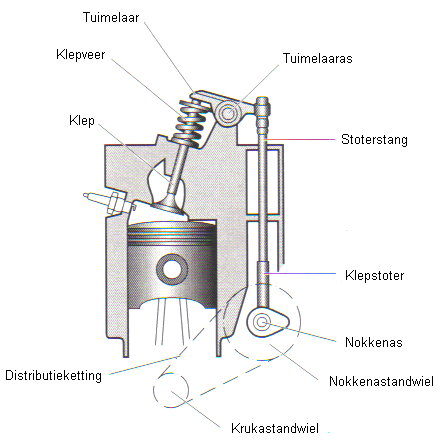 Tuimelaar
Klepveer
Tuimelaaras
Klep
Stoterstang
Klepstoter
Nokkenas
Distributieketting
Nokkenastandwiel
Krukastandwiel